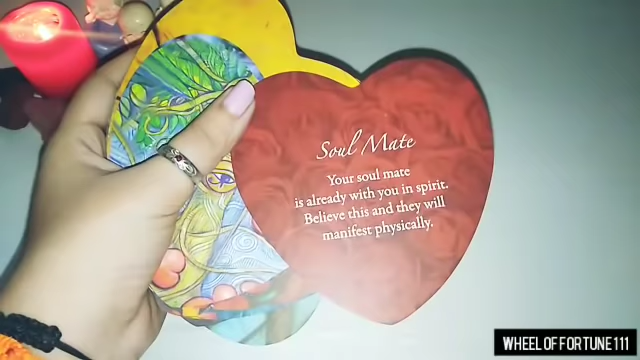 Soul Mate
Your soul mate
is already with you in spirit.
Believe this and they will
manifest physically.
WHEEL OF FORTUNE 111